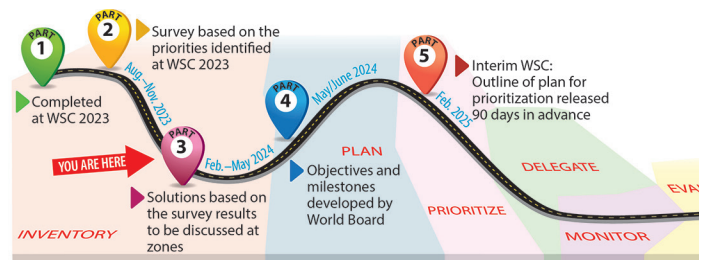 PART 1
Completed
at WSC 2023
PART 2
Survey based on the
priorities identified
at WSC 2023
Aug.–Nov. 2023
YOU ARE HERE
PART 3
Solutions based on
the survey results
to be discussed at
zones
Feb.–May 2024
PART 4
Objectives and
milestones
developed by
World Board
May/June 2024
PART 5
Interim WSC:
Outline of plan for
prioritization released
90 days in advance
Feb. 2025
INVENTORY
PLAN
PRIORITIZE
DELEGATE
MONITOR